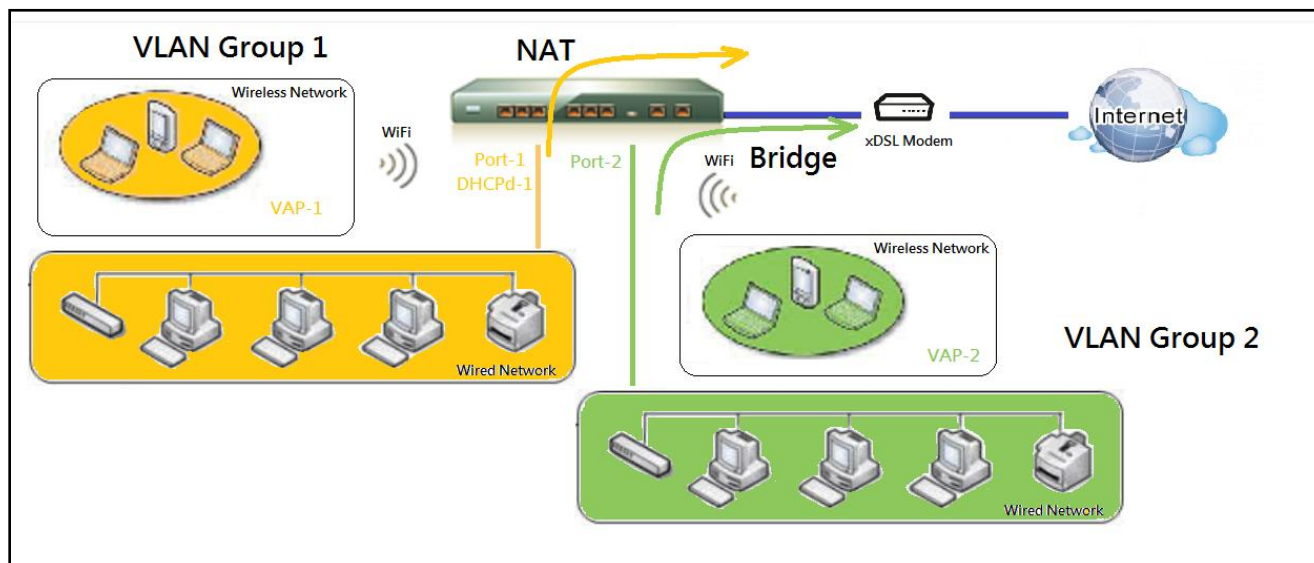 VLAN Group 1
NAT
Wireless Network
WiFi
VAP-1
Port-1
DHCPd-1
Port-2
WiFi
Bridge
xDSL Modem
Internet
Wired Network
Wireless Network
VAP-2
VLAN Group 2
Wired Network